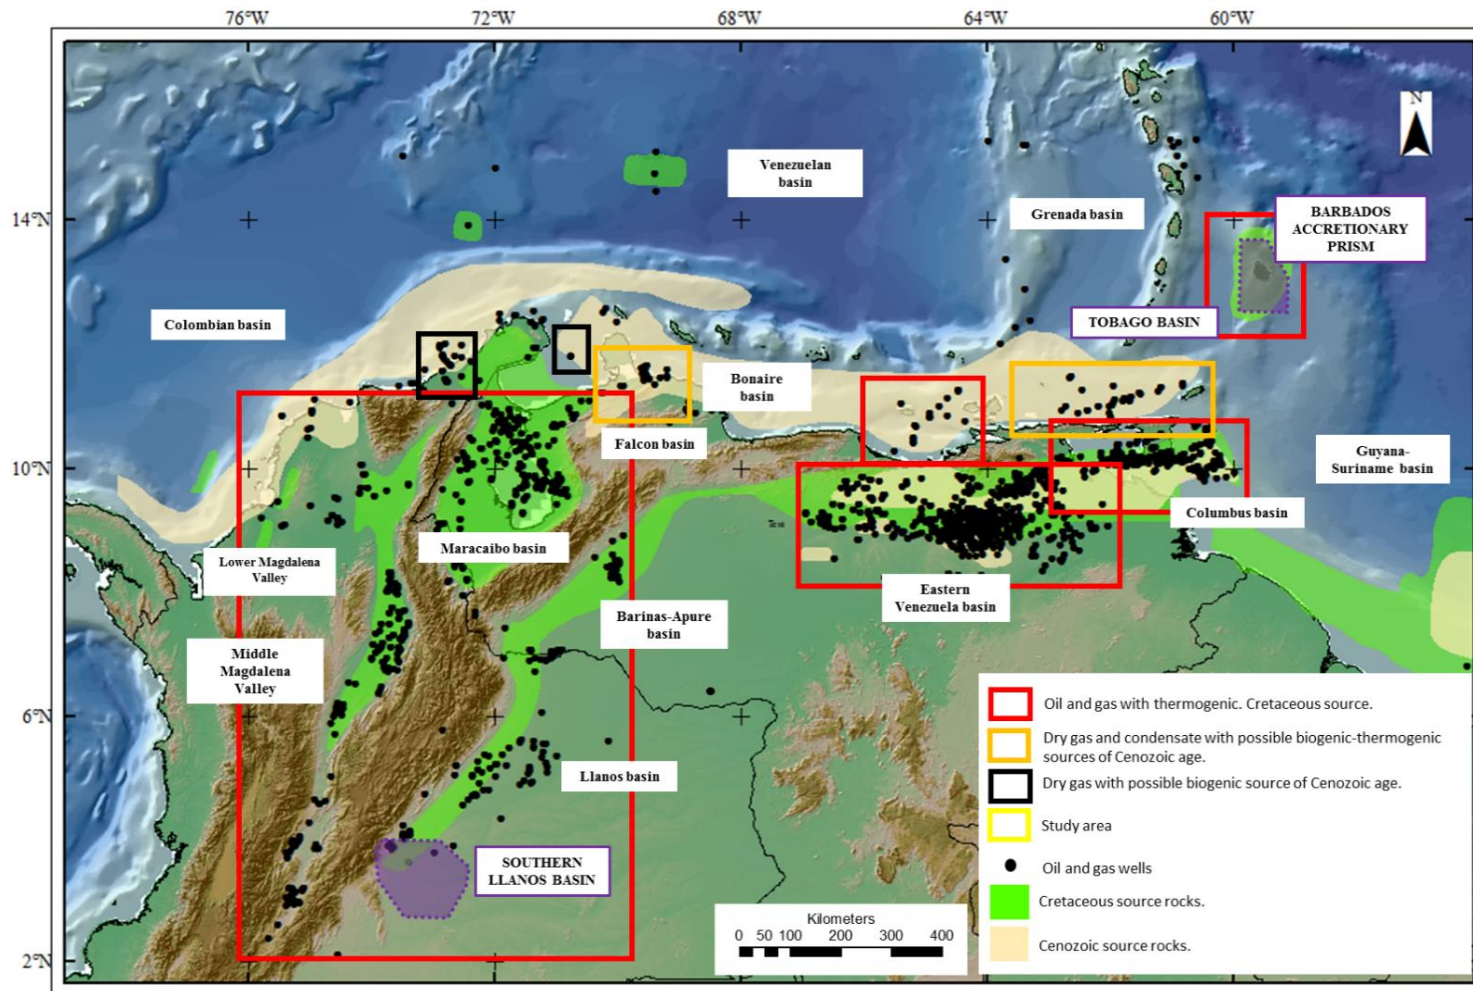 76°W
72°W
68°W
64°W
60°W
14°N
10°N
6°N
2°N
N
Venezuelan
basin
Grenada basin
BARBADOS
ACCRETIONARY
PRISM
Colombian basin
TOBAGO BASIN
Bonaire
basin
Falcon basin
Guyana-
Suriname basin
Columbus basin
Maracaibo basin
Lower Magdalena
Valley
Eastern
Venezuela basin
Barinas-Apure
basin
Middle
Magdalena
Valley
Llanos basin
SOUTHERN
LLANOS BASIN
Oil and gas with thermogenic. Cretaceous source.
Dry gas and condensate with possible biogenic-thermogenic
sources of Cenozoic age.
Dry gas with possible biogenic source of Cenozoic age.
Study area
Oil and gas wells
Cretaceous source rocks.
Cenozoic source rocks.
Kilometers
0 50 100 200 300 400